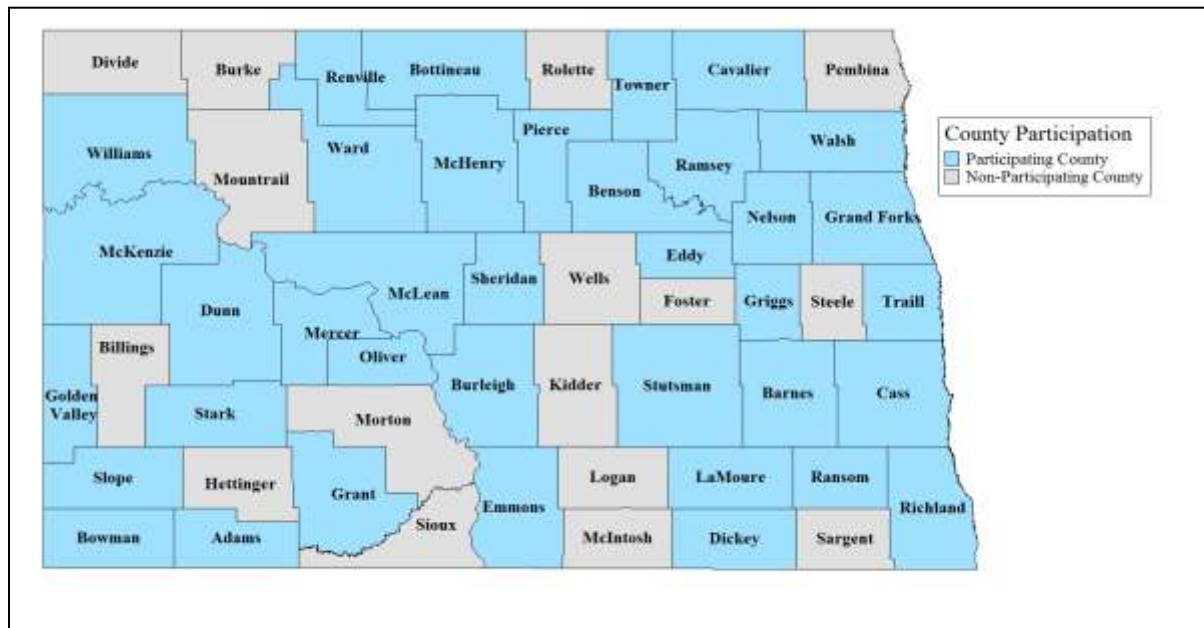 Divide
Burke
Renville
Bottineau
Rolette
Towner
Cavalier
Pembina
County Participation
Participating County
Non-Participating County
Williams
Mountrail
Ward
McHenry
Pierce
Benson
Ramsey
Walsh
Nelson
Grand Forks
McKenzie
Dunn
McLean
Sheridan
Wells
Eddy
Foster
Griggs
Steele
Traill
Mercer
Oliver
Billings
Golden
Valley
Stark
Morton
Burleigh
Kidder
Stutsman
Barnes
Cass
Slope
Hettinger
Grant
Sioux
Emmons
Logan
LaMoure
Ransom
Richland
Bowman
Adams
McIntosh
Dickey
Sargent